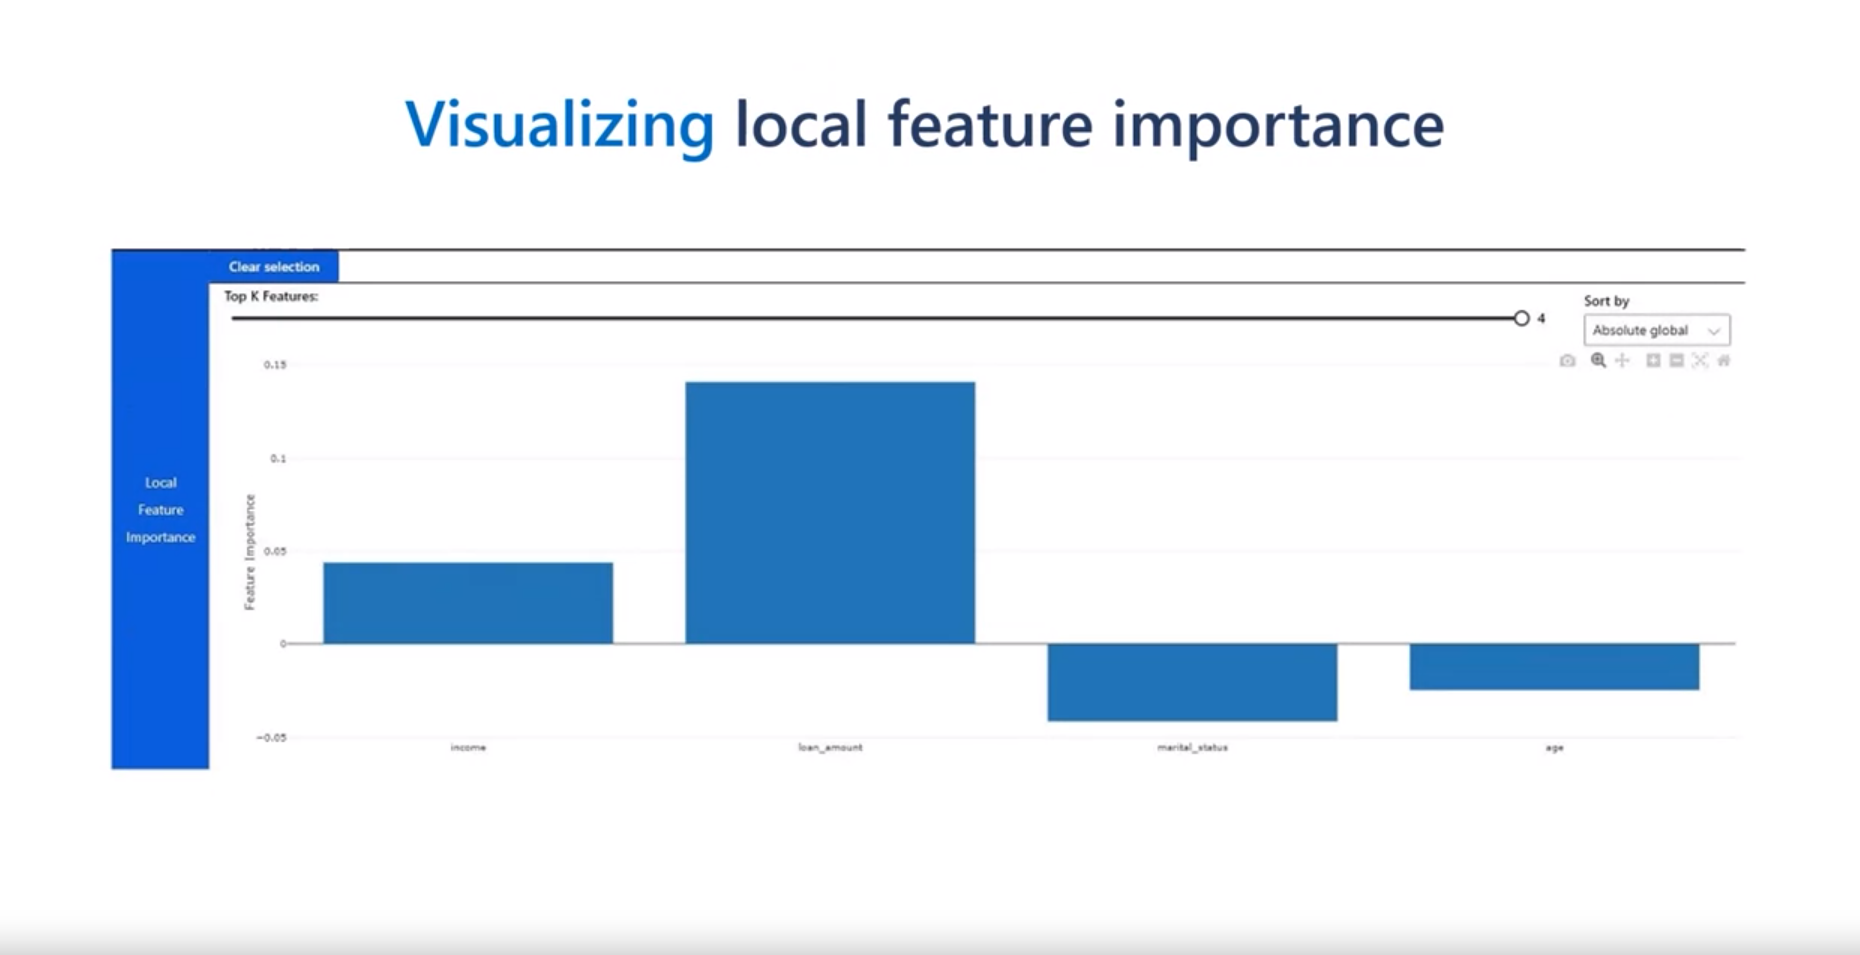 Visualizing local feature importance
Clear selection
Top K Features:
4
Sort by
Absolute global
Local
Feature
Importance
Feature Importance
0.15
0.1
0.05
0
−0.05
income
loan_amount
marital_status
age